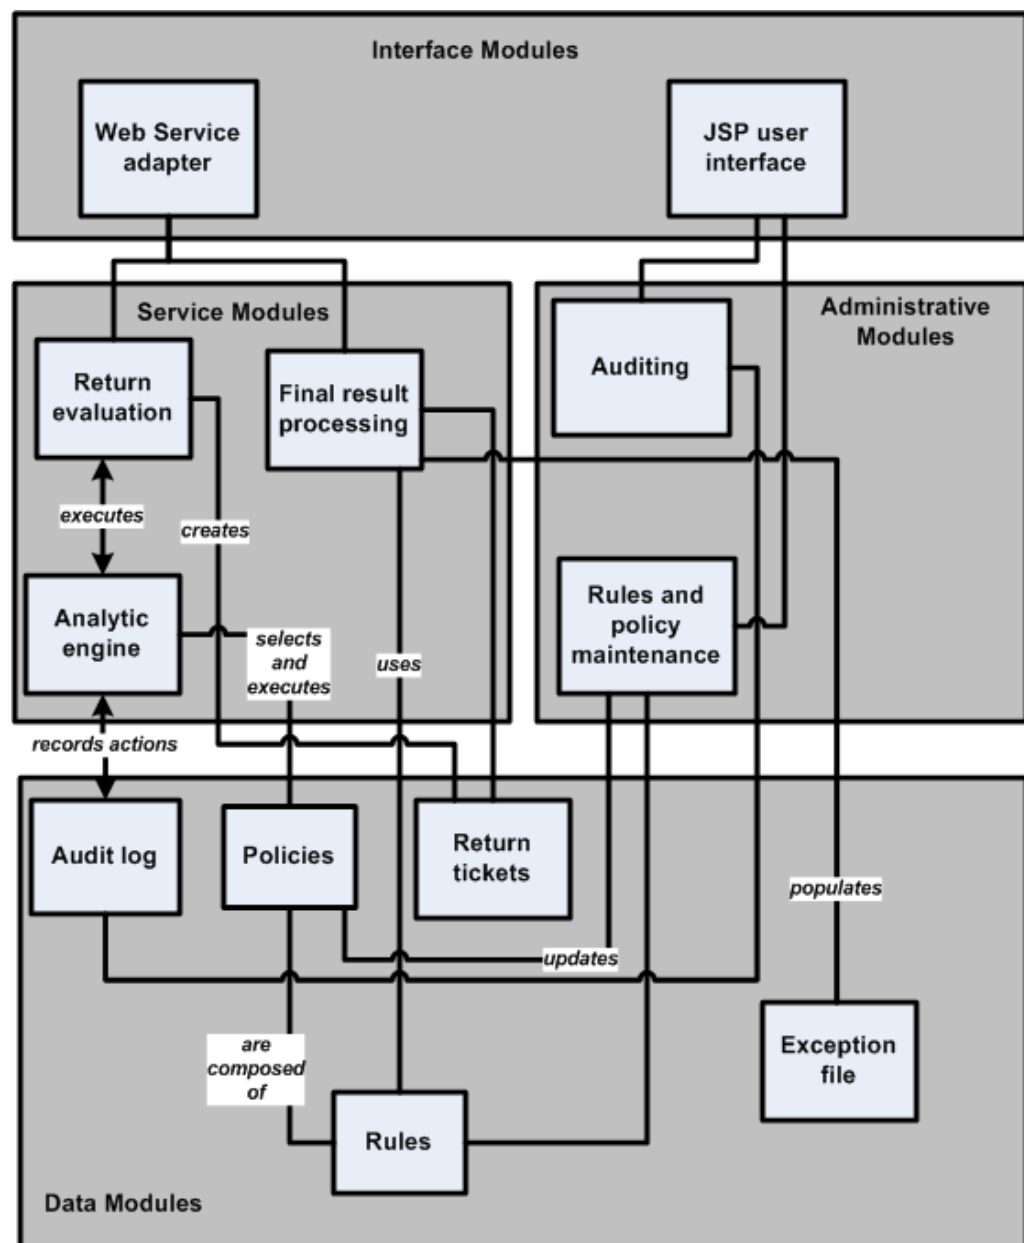 Interface Modules
Web Service
adapter
JSP user
interface
Service Modules
Administrative
Modules
Return
evaluation
Final result
processing
Auditing
executes
creates
Analytic
engine
selects
and
executes
uses
Rules and
policy
maintenance
records actions
Audit log
Policies
Return
tickets
populates
updates
are
composed
of
Exception
file
Rules
Data Modules